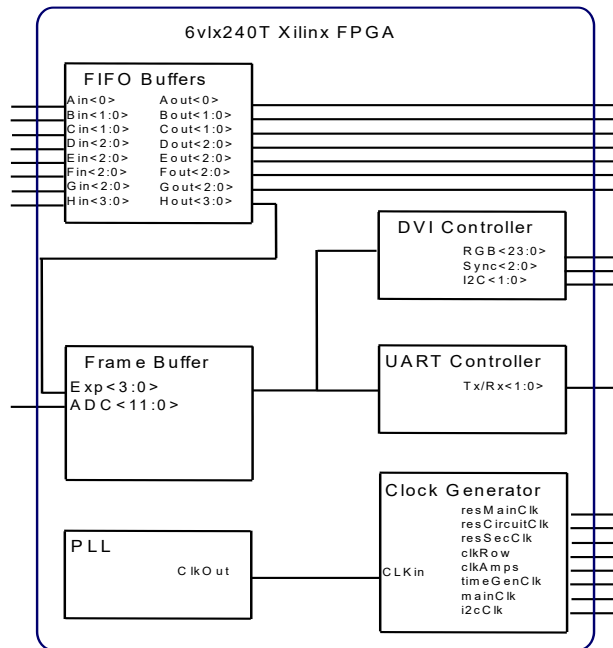 6vlx240T Xilinx FPGA
FIFO Buffers
Ain<0> Aout<0>
Bin<1:0> Bout<1:0>
Cin<1:0> Cout<1:0>
Din<2:0> Dout<2:0>
Ein<2:0> Eout<2:0>
Fin<2:0> Fout<2:0>
Gin<2:0> Gout<2:0>
Hin<3:0> Hout<3:0>
DVI Controller
RGB<23:0>
Sync<2:0>
I2C<1:0>
Frame Buffer
Exp<3:0>
ADC<11:0>
UART Controller
Tx/Rx<1:0>
Clock Generator
resMainClk
resCircuitClk
resSecClk
clkRow
clkAmps
timeGenClk
mainClk
i2cClk
CLKin
PLL
ClkOut